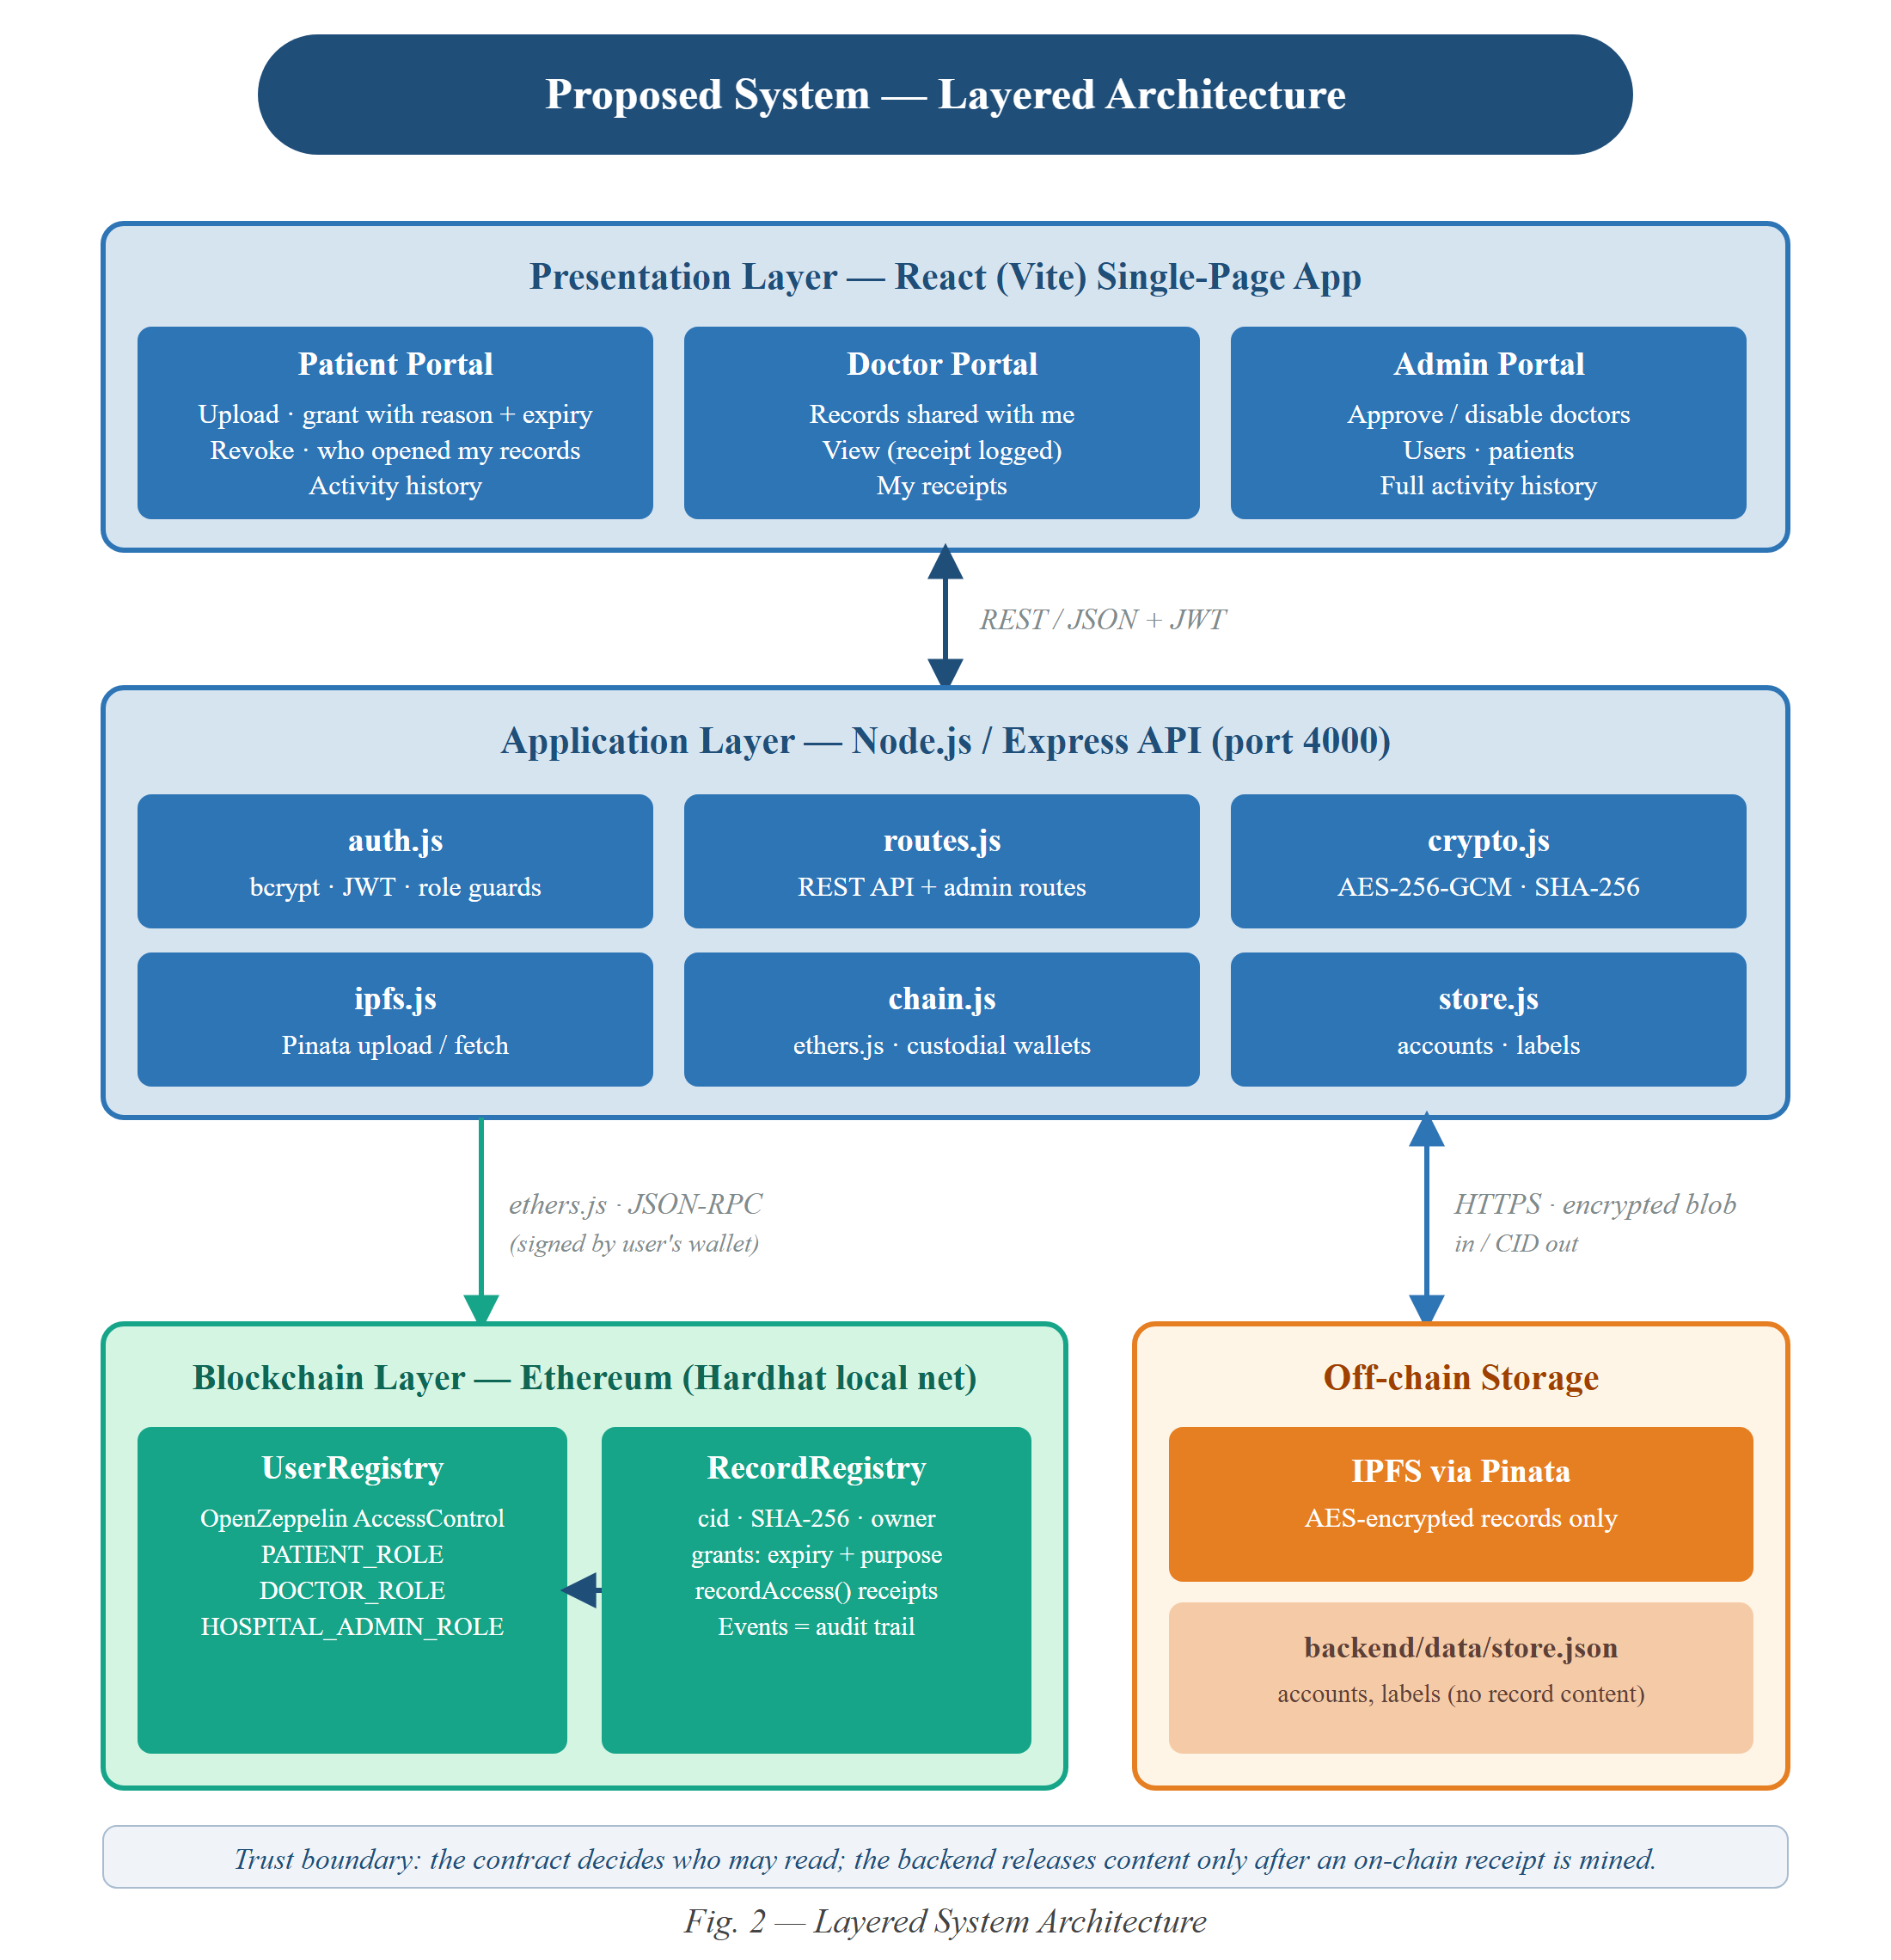 Proposed System — Layered Architecture
Presentation Layer — React (Vite) Single-Page App
Patient Portal
Upload · grant with reason + expiry
Revoke · who opened my records
Activity history
Doctor Portal
Records shared with me
View (receipt logged)
My receipts
Admin Portal
Approve / disable doctors
Users · patients
Full activity history
REST / JSON + JWT
Application Layer — Node.js / Express API (port 4000)
auth.js
bcrypt · JWT · role guards
routes.js
REST API + admin routes
crypto.js
AES-256-GCM · SHA-256
ipfs.js
Pinata upload / fetch
chain.js
ethers.js · custodial wallets
store.js
accounts · labels
ethers.js · JSON-RPC
(signed by user's wallet)
HTTPS · encrypted blob
in / CID out
Blockchain Layer — Ethereum (Hardhat local net)
UserRegistry
OpenZeppelin AccessControl
PATIENT_ROLE
DOCTOR_ROLE
HOSPITAL_ADMIN_ROLE
RecordRegistry
cid · SHA-256 · owner
grants: expiry + purpose
recordAccess() receipts
Events = audit trail
Off-chain Storage
IPFS via Pinata
AES-encrypted records only
backend/data/store.json
accounts, labels (no record content)
Trust boundary: the contract decides who may read; the backend releases content only after an on-chain receipt is mined.
Fig. 2 — Layered System Architecture